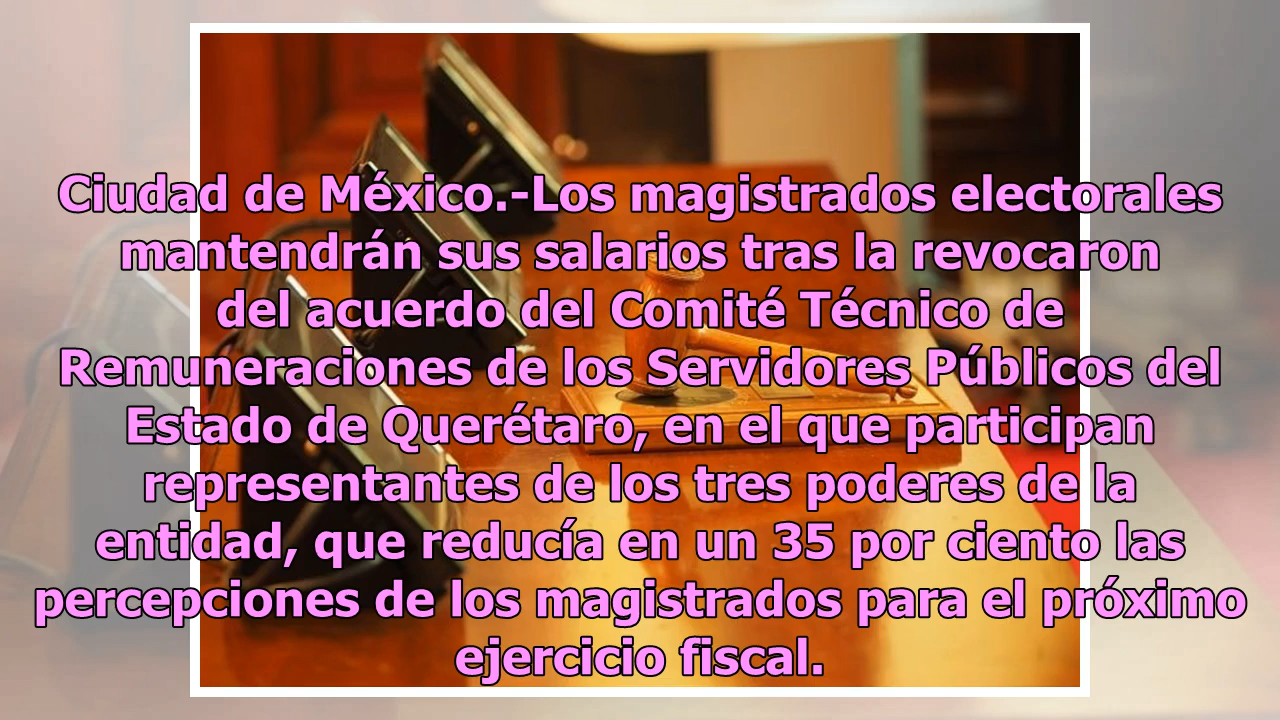 Ciudad de México.-Los magistrados electorales
mantendrán sus salarios tras la revocaron
del acuerdo del Comité Técnico de
Remuneraciones de los Servidores Públicos del
Estado de Querétaro, en el que participan
representantes de los tres poderes de la
entidad, que reducía en un 35 por ciento las
percepciones de los magistrados para el próximo
ejercicio fiscal.